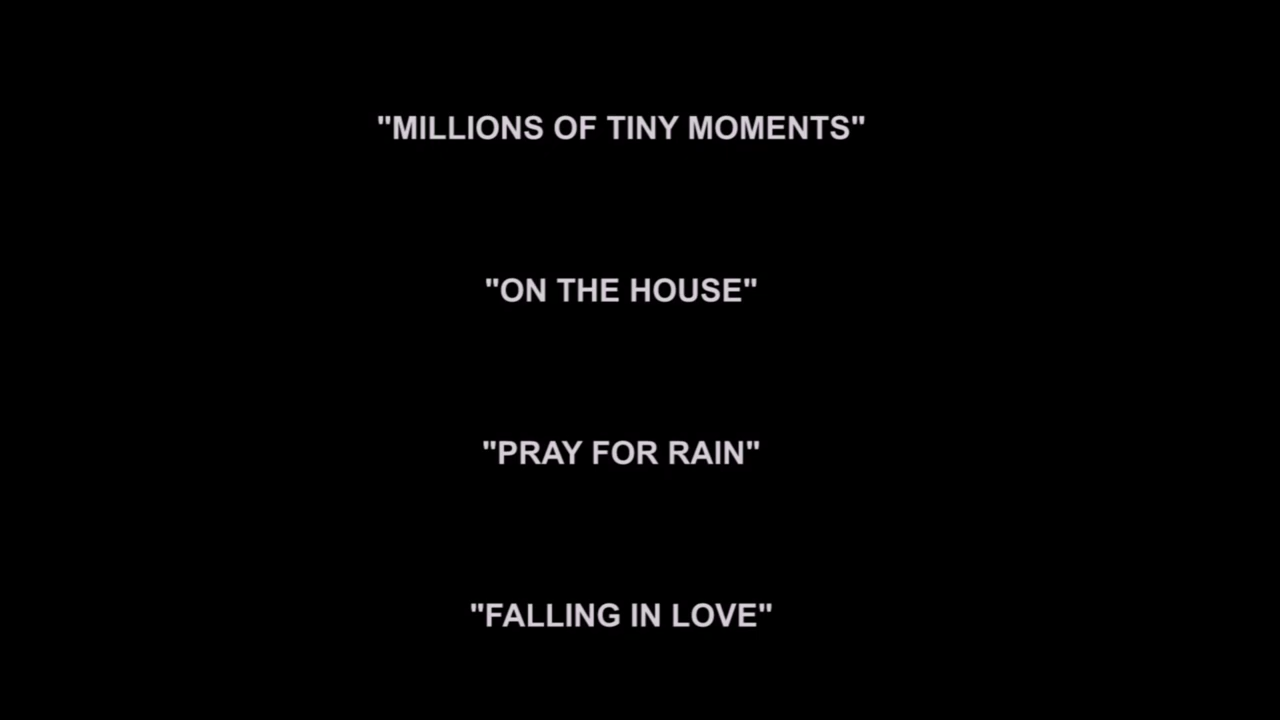 "MILLIONS OF TINY MOMENTS"
"ON THE HOUSE"
"PRAY FOR RAIN"
"FALLING IN LOVE"